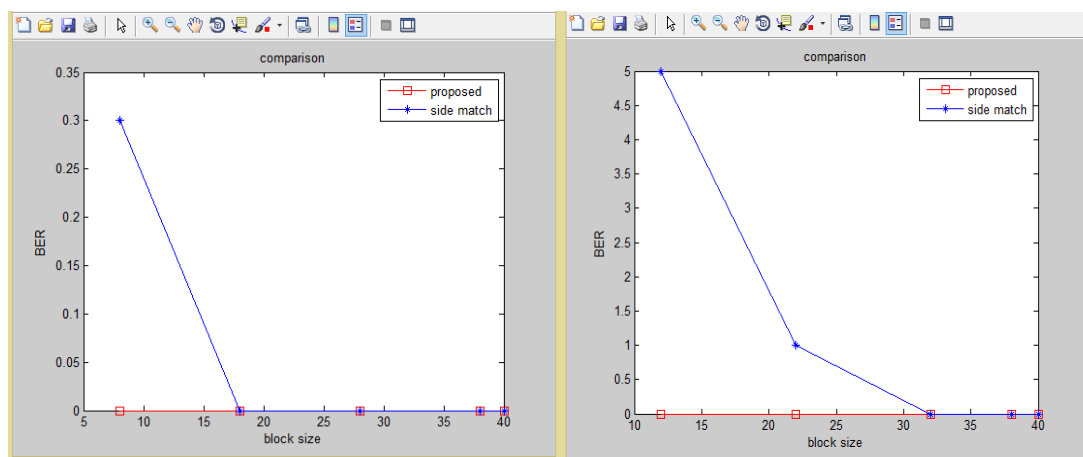 comparison
proposed
side match
0.35
0.3
0.25
0.2
0.15
0.1
0.05
0
BER
5 10 15 20 25 30 35 40
block size
comparison
proposed
side match
5
4.5
4
3.5
3
2.5
2
1.5
1
0.5
0
BER
10 15 20 25 30 35 40
block size